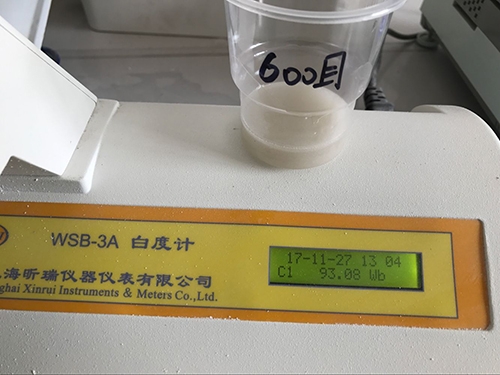 600目
WSB-3A 白度计
17-11-27 13 04
C1 93.08 Wb
海昕瑞仪器仪表有限公司
ghai Xinrui Instruments & Meters Co.,Ltd.